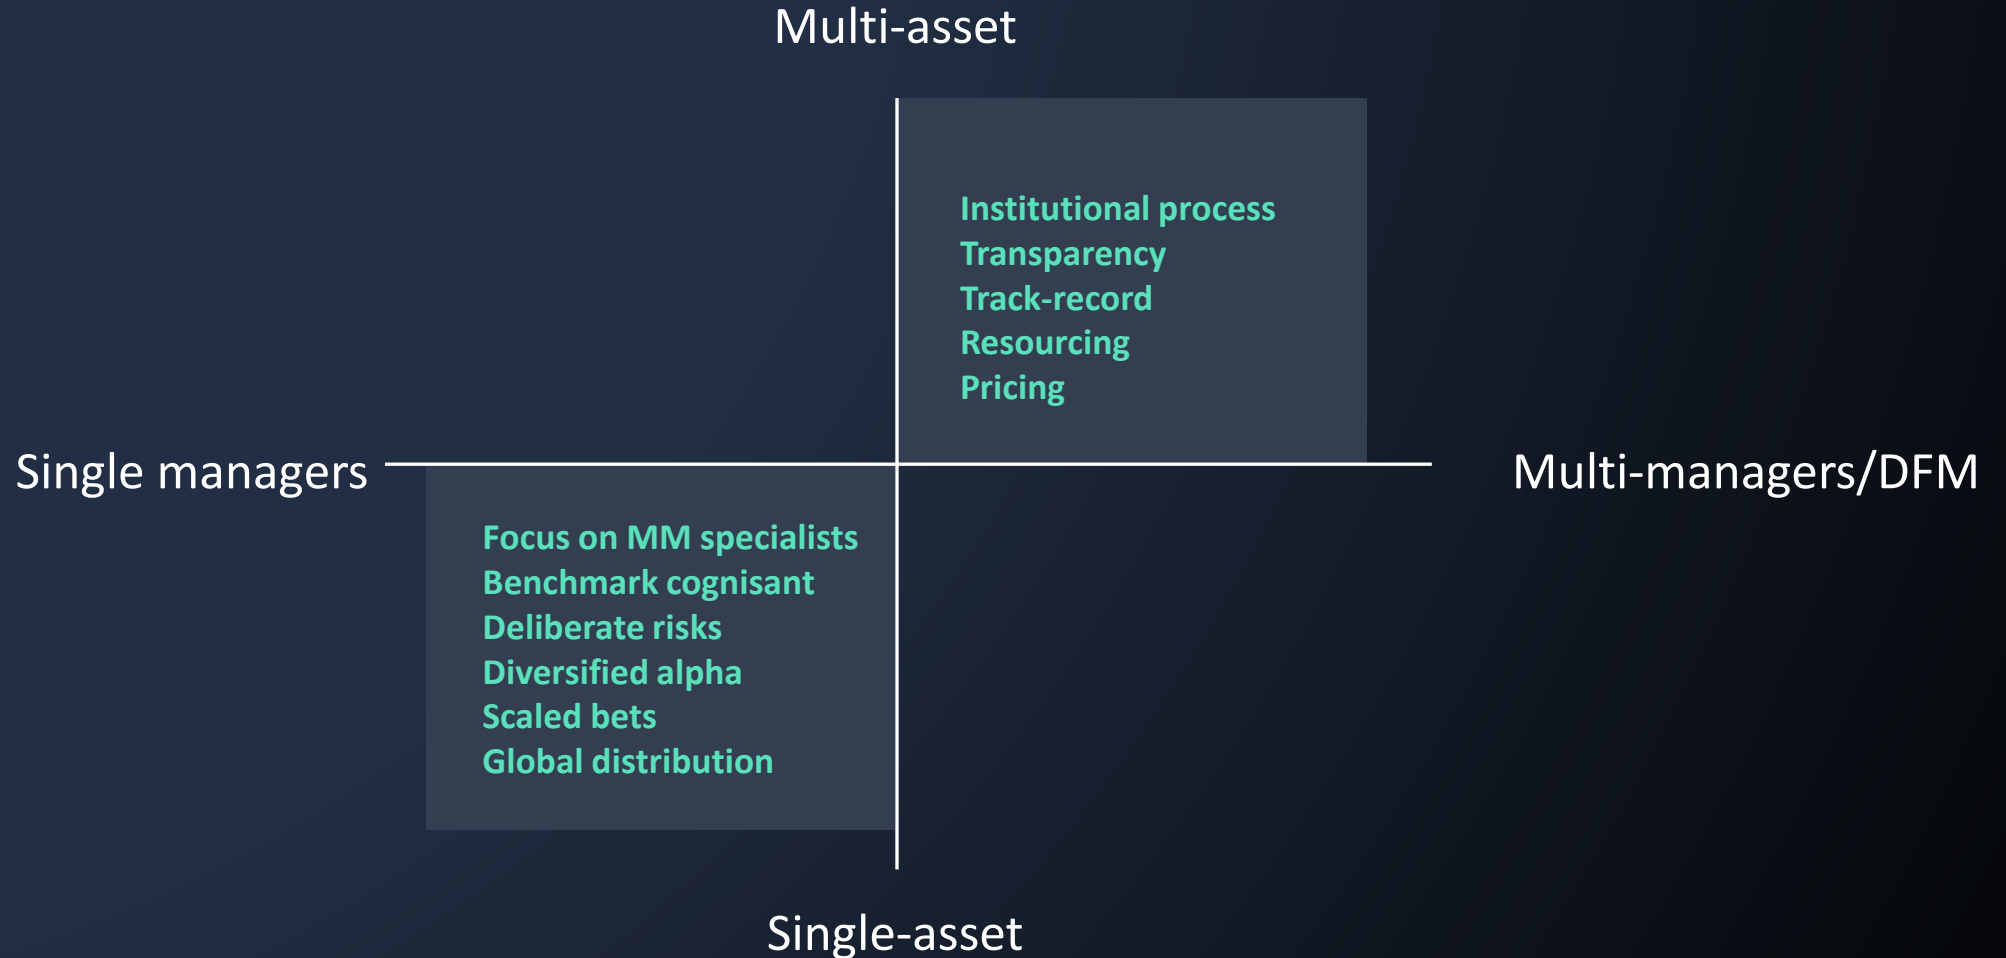 Multi-asset
Institutional process
Transparency
Track-record
Resourcing
Pricing
Single managers
Multi-managers/DFM
Focus on MM specialists
Benchmark cognisant
Deliberate risks
Diversified alpha
Scaled bets
Global distribution
Single-asset